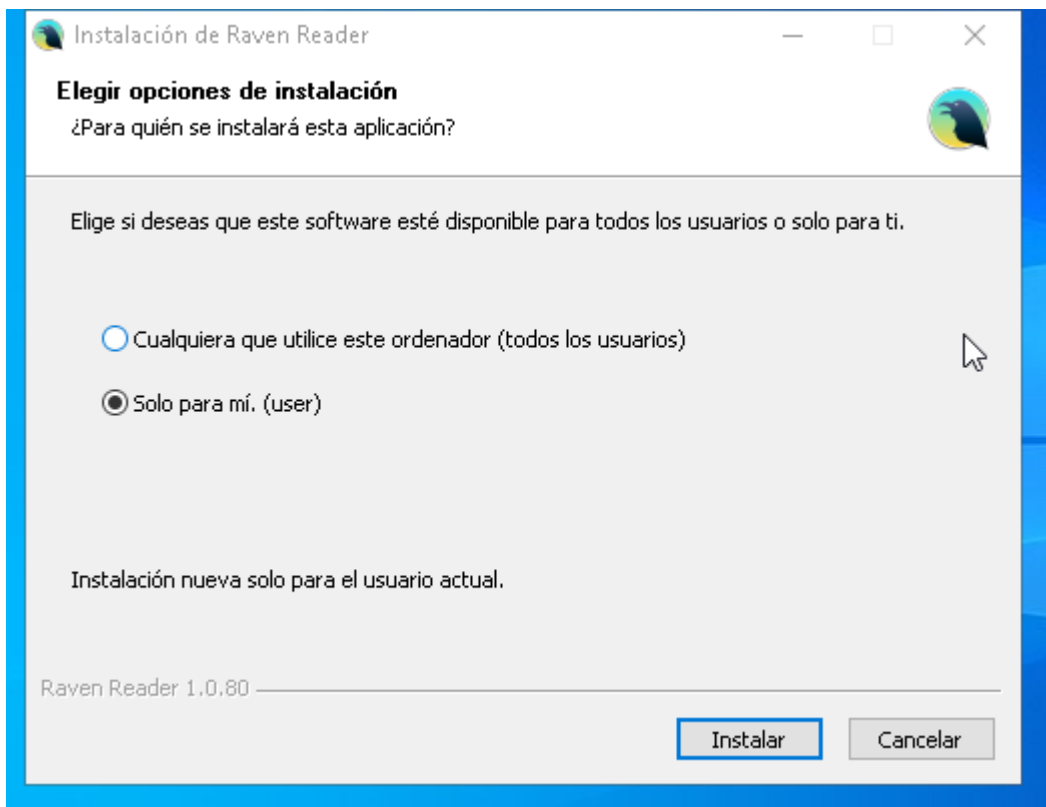 Instalación de Raven Reader
Elegir opciones de instalación
¿Para quién se instalará esta aplicación?
Elige si deseas que este software esté disponible para todos los usuarios o solo para ti.
Cualquiera que utilice este ordenador (todos los usuarios)
Solo para mí. (user)
Instalación nueva solo para el usuario actual.
Raven Reader 1.0.80
Instalar Cancelar